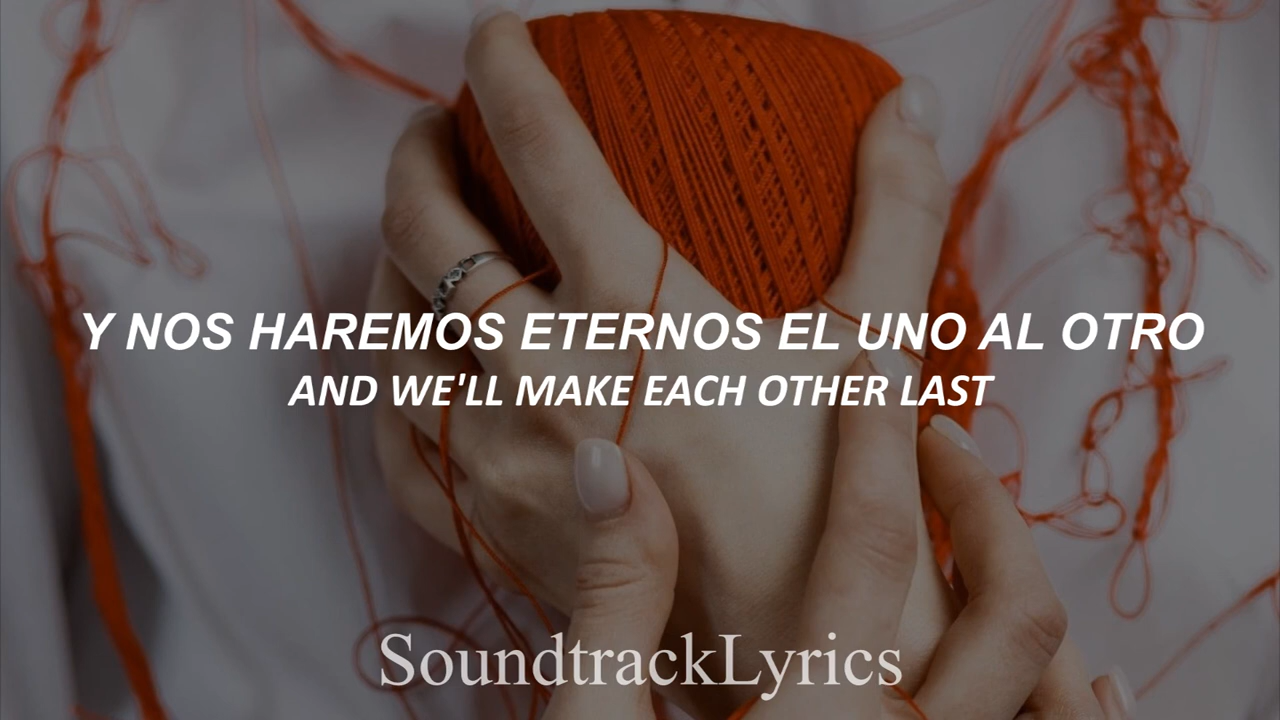 Y NOS HAREMOS ETERNOS EL UNO AL OTRO
AND WE'LL MAKE EACH OTHER LAST
SoundtrackLyrics